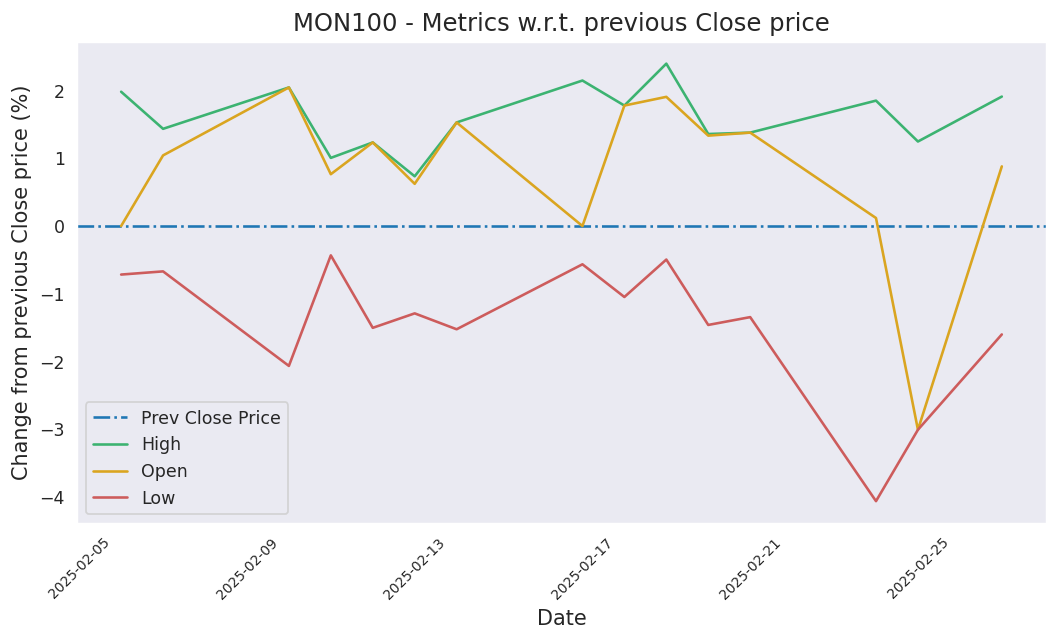 MON100 - Metrics w.r.t. previous Close price
Change from previous Close price (%)
2
1
0
−1
−2
−3
−4
Prev Close Price
High
Open
Low
2025-02-05
2025-02-09
2025-02-13
2025-02-17
2025-02-21
2025-02-25
Date